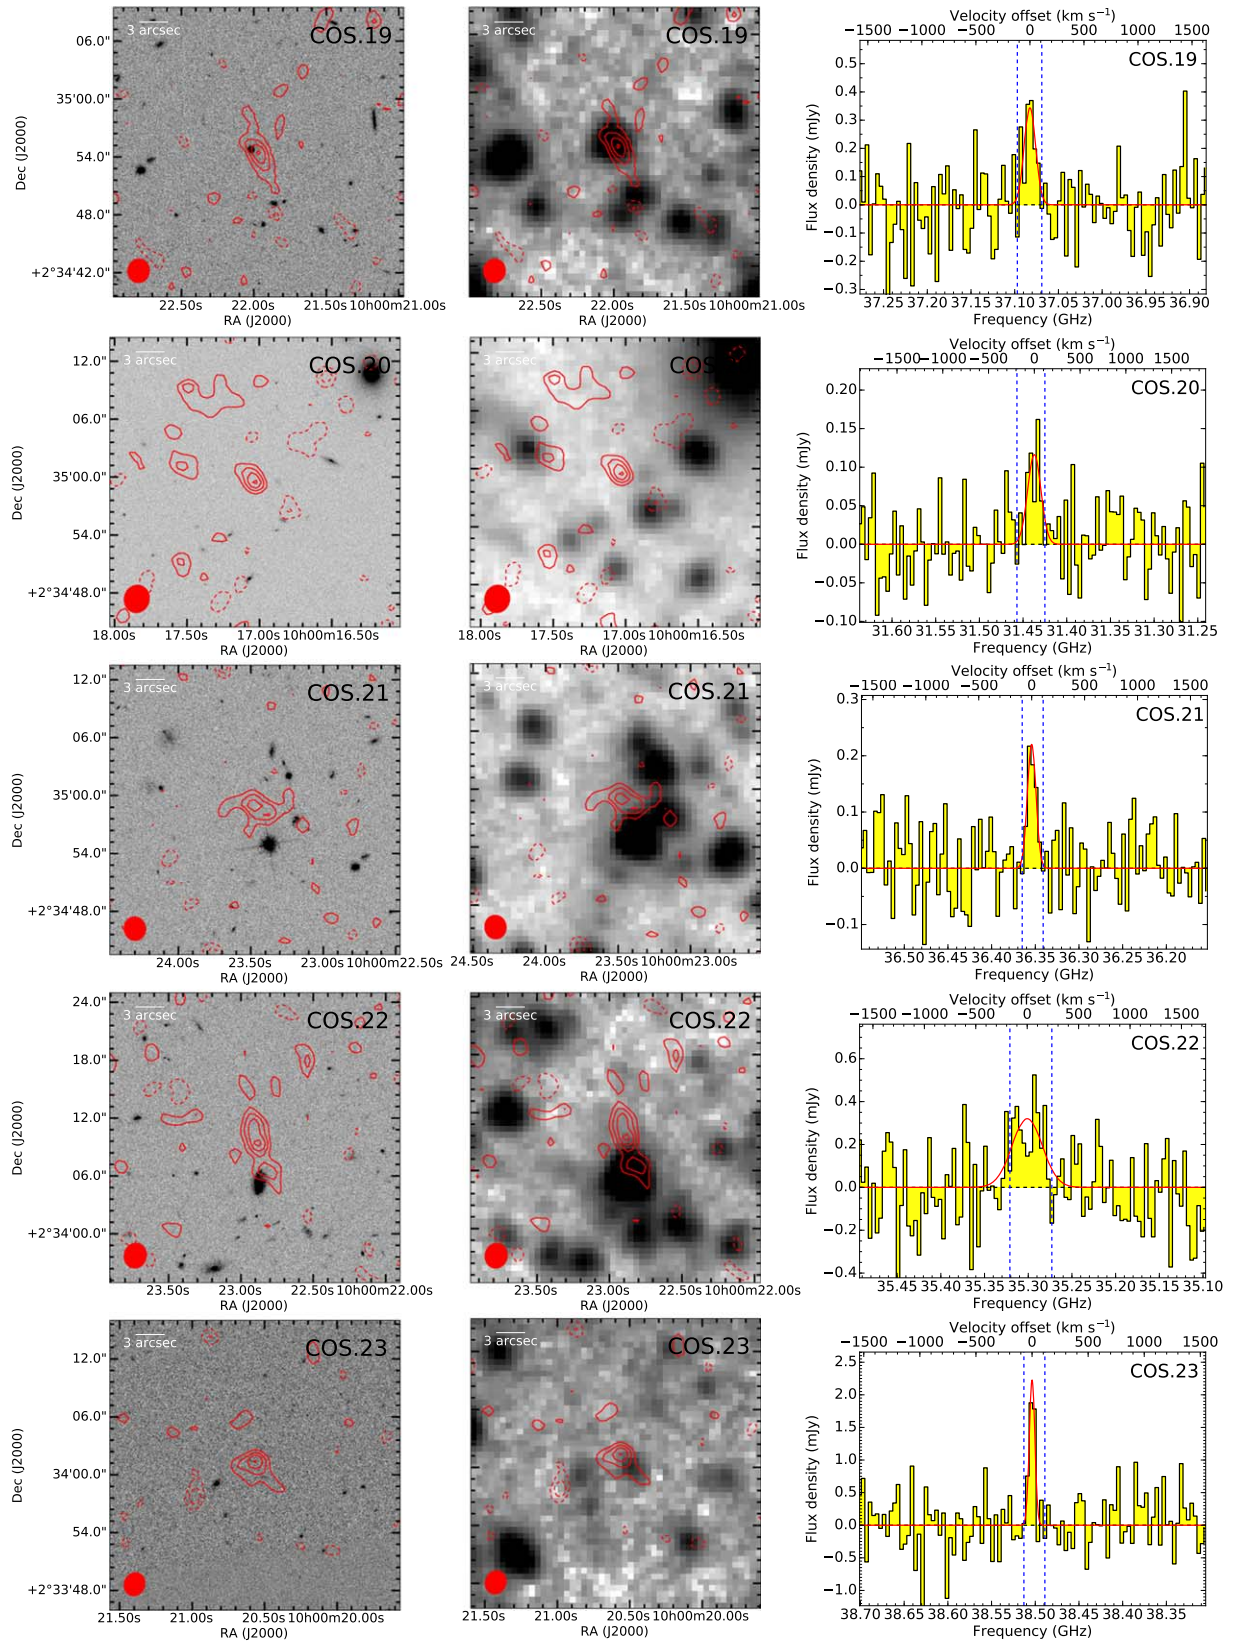 3 arcsec
COS.19
06.0"
35'00.0"
54.0"
48.0"
+2°34'42.0"
Dec (J2000)
22.50s 22.00s 21.50s 10h00m21.00s
RA (J2000)
3 arcsec
COS.19
22.50s 22.00s 21.50s 10h00m21.00s
RA (J2000)
Velocity offset (km s⁻¹)
−1500 −1000 −500 0 500 1000 1500
COS.19
0.5
0.4
0.3
0.2
0.1
0.0
−0.1
−0.2
−0.3
Flux density (mJy)
37.25 37.20 37.15 37.10 37.05 37.00 36.95 36.90
Frequency (GHz)
3 arcsec
COS.20
12.0"
06.0"
35'00.0"
54.0"
+2°34'48.0"
Dec (J2000)
18.00s 17.50s 17.00s 10h00m16.50s
RA (J2000)
3 arcsec
COS
18.00s 17.50s 17.00s 10h00m16.50s
RA (J2000)
Velocity offset (km s⁻¹)
−1500 −1000 −500 0 500 1000 1500
COS.20
0.20
0.15
0.10
0.05
0.00
−0.05
−0.10
Flux density (mJy)
31.60 31.55 31.50 31.45 31.40 31.35 31.30 31.25
Frequency (GHz)
3 arcsec
COS.21
12.0"
06.0"
35'00.0"
54.0"
+2°34'48.0"
Dec (J2000)
24.00s 23.50s 23.00s 10h00m22.50s
RA (J2000)
3 arcsec
COS.21
24.50s 24.00s 23.50s 10h00m23.00s
RA (J2000)
Velocity offset (km s⁻¹)
−1500 −1000 −500 0 500 1000 1500
COS.21
0.3
0.2
0.1
0.0
−0.1
Flux density (mJy)
36.50 36.45 36.40 36.35 36.30 36.25 36.20
Frequency (GHz)
3 arcsec
COS.22
24.0"
18.0"
12.0"
06.0"
+2°34'00.0"
Dec (J2000)
23.50s 23.00s 22.50s 10h00m22.00s
RA (J2000)
3 arcsec
COS.22
23.50s 23.00s 22.50s 10h00m22.00s
RA (J2000)
Velocity offset (km s⁻¹)
−1500 −1000 −500 0 500 1000 1500
COS.22
0.6
0.4
0.2
0.0
−0.2
−0.4
Flux density (mJy)
35.45 35.40 35.35 35.30 35.25 35.20 35.15 35.10
Frequency (GHz)
3 arcsec
COS.23
12.0"
06.0"
34'00.0"
54.0"
+2°33'48.0"
Dec (J2000)
21.50s 21.00s 20.50s 10h00m20.00s
RA (J2000)
3 arcsec
COS.23
21.50s 21.00s 20.50s 10h00m20.00s
RA (J2000)
Velocity offset (km s⁻¹)
−1500 −1000 −500 0 500 1000 1500
COS.23
2.5
2.0
1.5
1.0
0.5
0.0
−0.5
−1.0
Flux density (mJy)
38.70 38.65 38.60 38.55 38.50 38.45 38.40 38.35
Frequency (GHz)